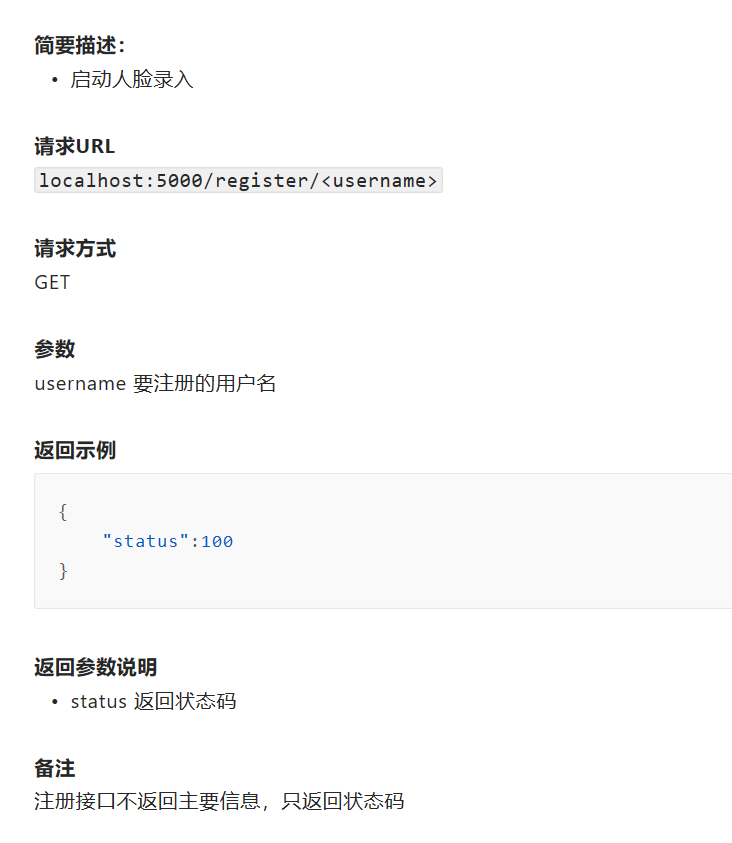 简要描述：
• 启动人脸录入
请求URL
localhost:5000/register/<username>
请求方式
GET
参数
username 要注册的用户名
返回示例
{
"status":100
}
返回参数说明
• status 返回状态码
备注
注册接口不返回主要信息，只返回状态码